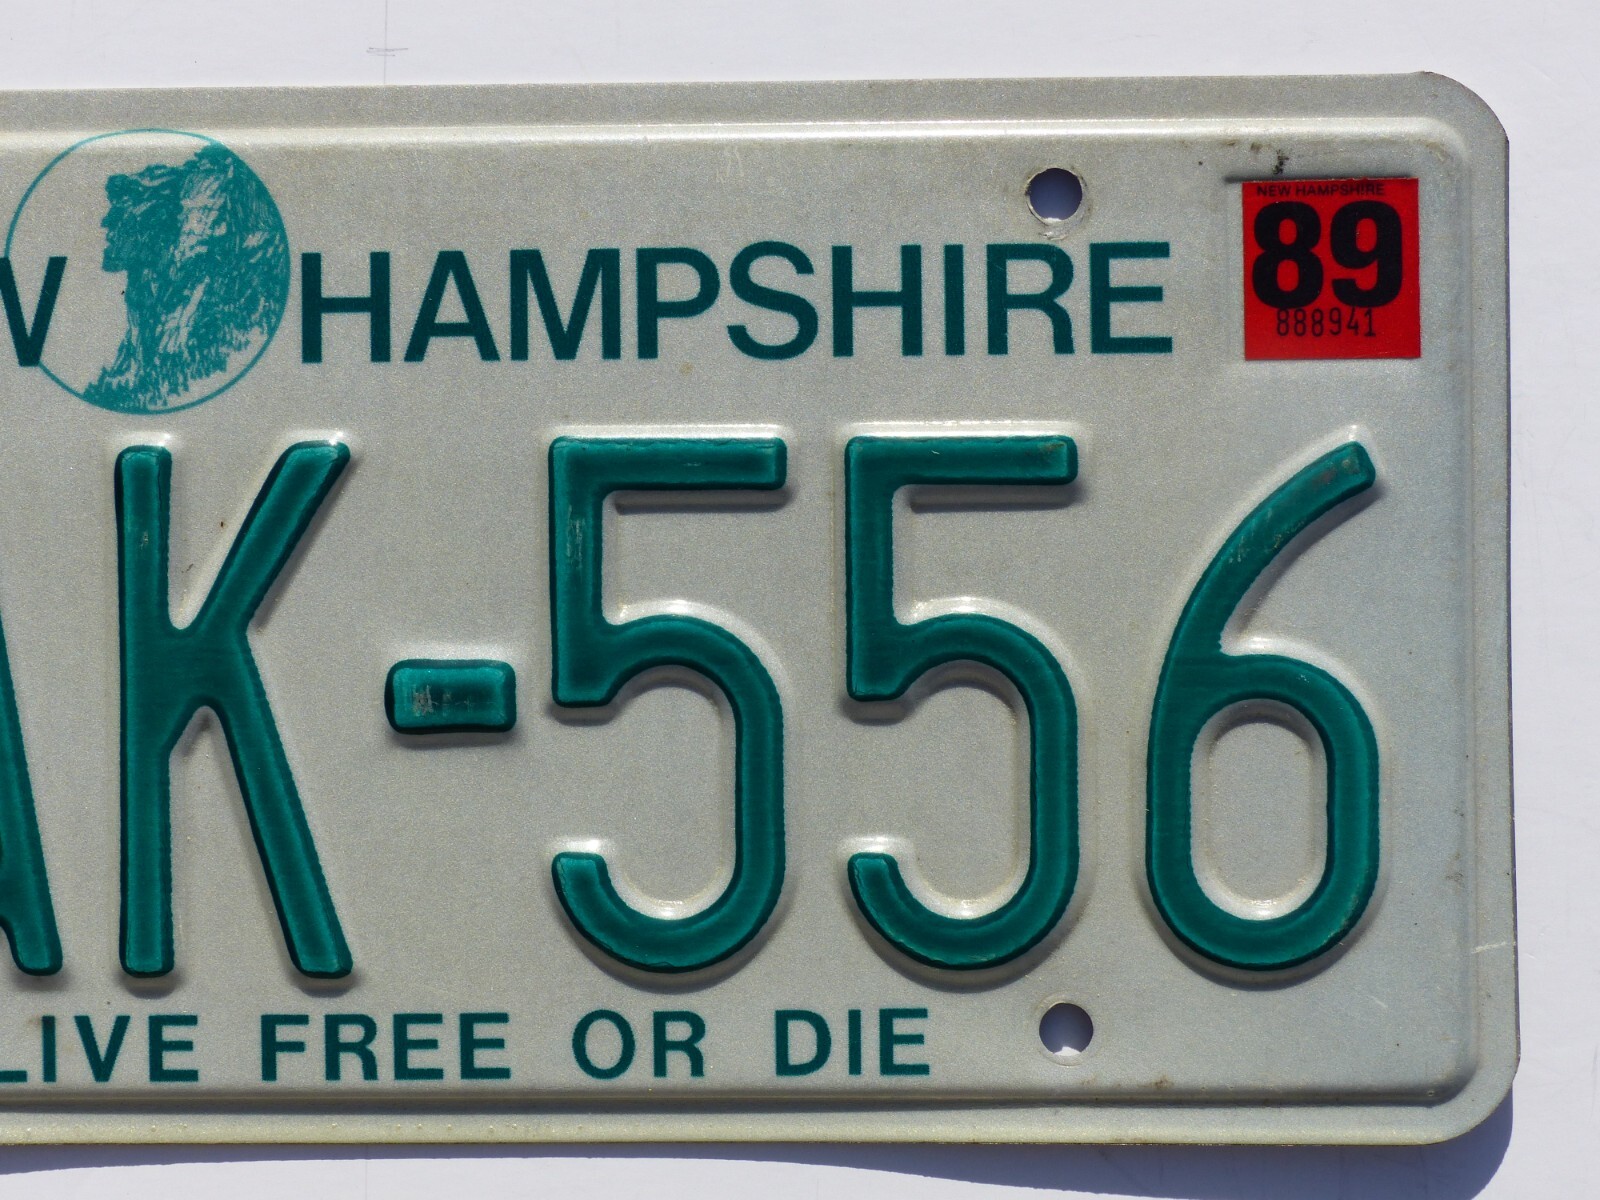 W HAMPSHIRE
NEW HAMPSHIRE
89
888941
AK-556
LIVE FREE OR DIE